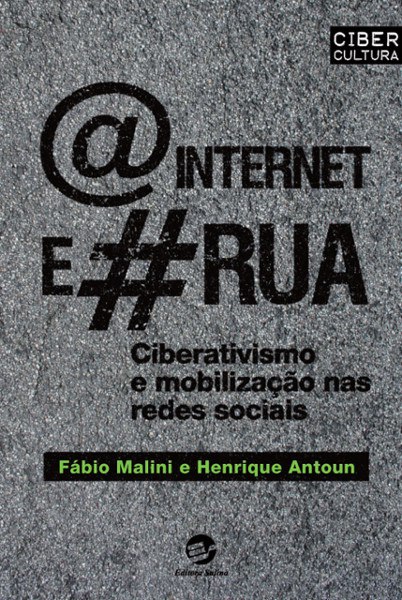 CIBER
CULTURA
@INTERNET
E#RUA
Ciberativismo
e mobilização nas
redes sociais
Fábio Malini e Henrique Antoun
Editora Sulina